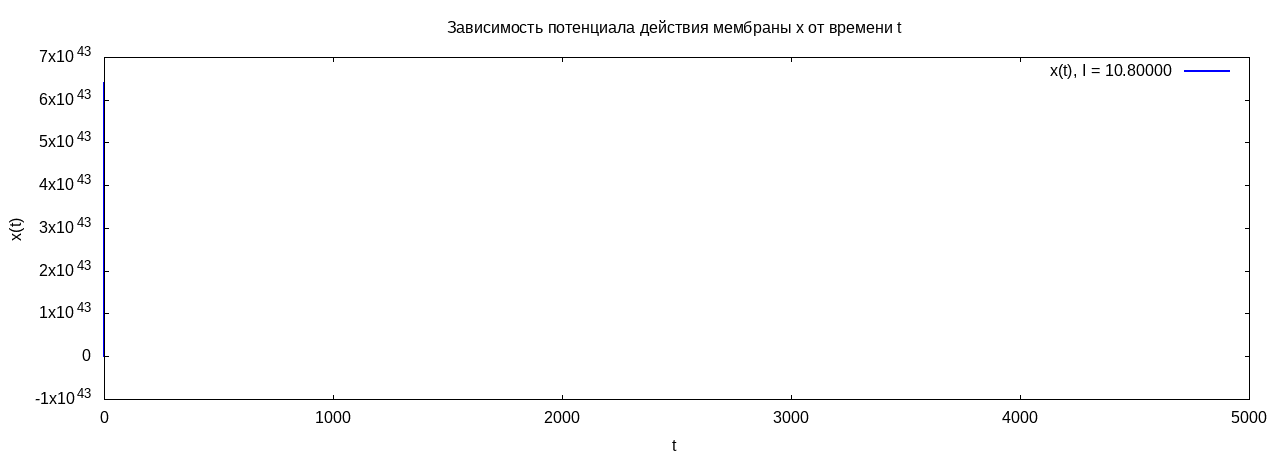 Зависимость потенциала действия мембраны x от времени t
x(t), I = 10.80000
7x10 43
6x10 43
5x10 43
4x10 43
3x10 43
2x10 43
1x10 43
0
-1x10 43
x(t)
0 1000 2000 3000 4000 5000
t